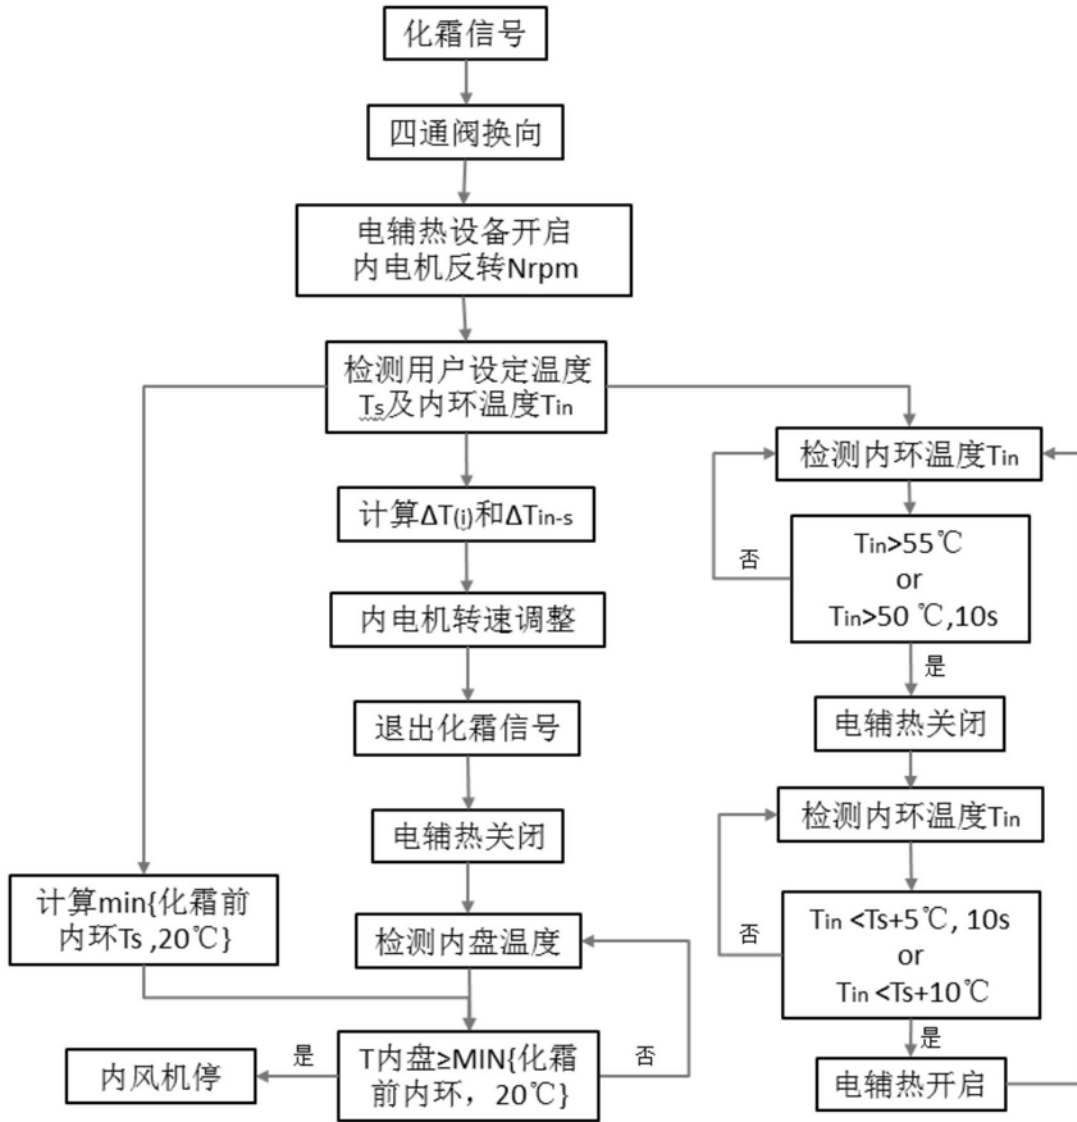 化霜信号
四通阀换向
电辅热设备开启
内电机反转Nrpm
检测用户设定温度
Ts及内环温度Tin
计算ΔT(i)和ΔTin-s
内电机转速调整
退出化霜信号
电辅热关闭
计算min{化霜前
内环Ts ,20℃}
检测内盘温度
T内盘≥MIN{化霜
前内环，20℃}
是
否
内风机停
检测内环温度Tin
Tin>55℃
or
Tin>50 ℃,10s
否
是
电辅热关闭
检测内环温度Tin
Tin <Ts+5℃, 10s
or
Tin <Ts+10℃
否
是
电辅热开启